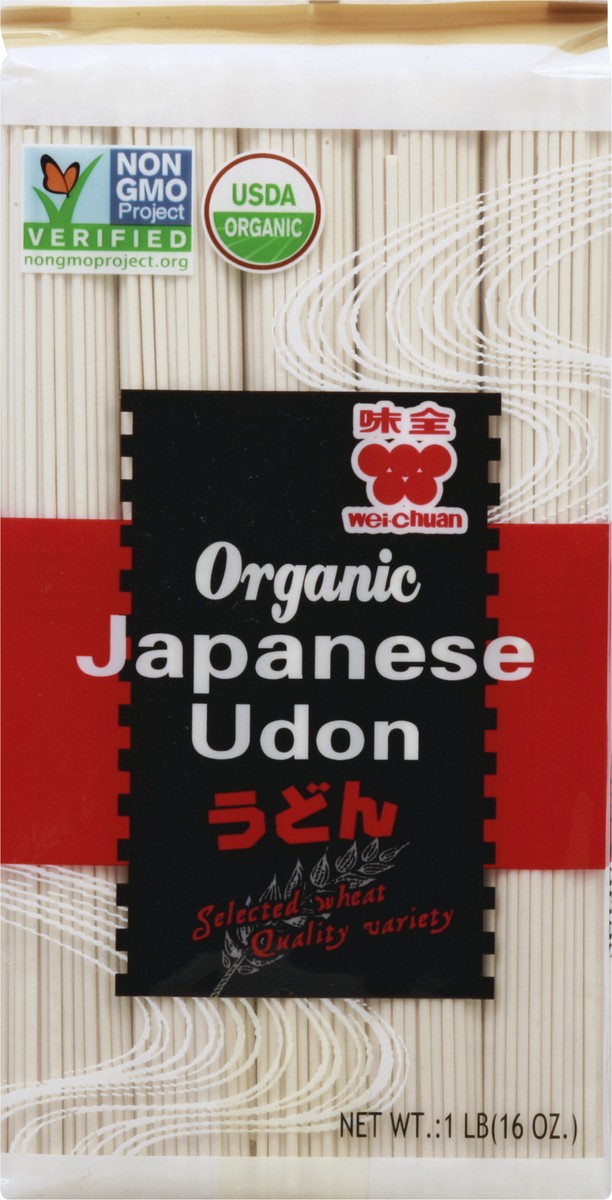 NON
GMO
Project
VERIFIED
nongmoproject.org
USDA
ORGANIC
味全
wei-chuan
Organic
Japanese
Udon
うどん
Selected wheat
Quality variety
NET WT.:1 LB(16 OZ.)